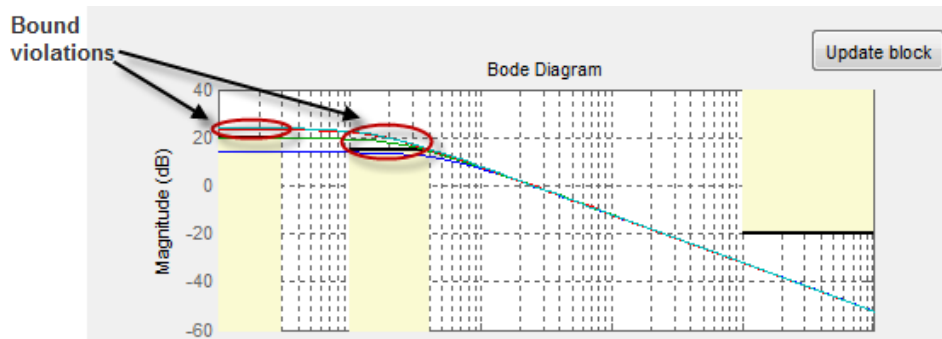 Bound
violations
Update block
Bode Diagram
Magnitude (dB)
40
20
0
-20
-40
-60